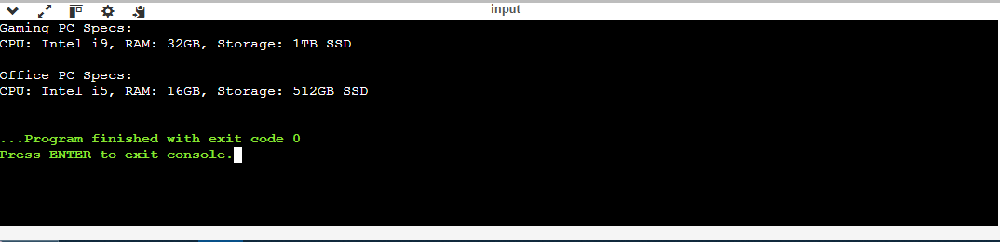 input
Gaming PC Specs:
CPU: Intel i9, RAM: 32GB, Storage: 1TB SSD
Office PC Specs:
CPU: Intel i5, RAM: 16GB, Storage: 512GB SSD
...Program finished with exit code 0
Press ENTER to exit console.